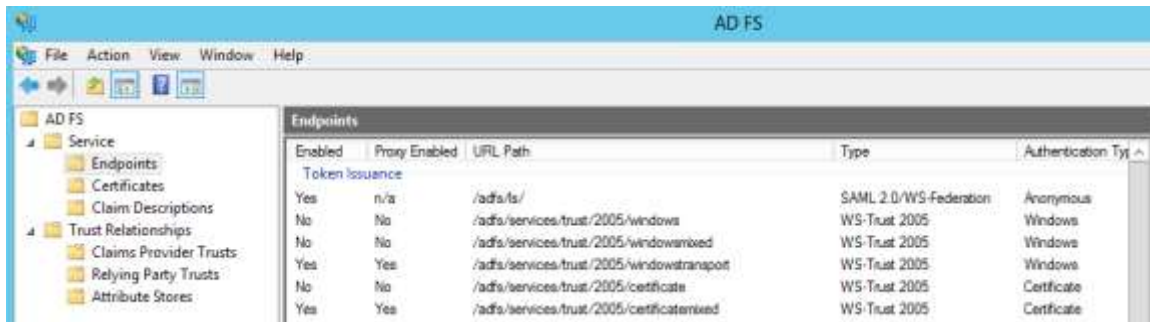 AD FS
File Action View Window Help
AD FS
Service
Endpoints
Certificates
Claim Descriptions
Trust Relationships
Claims Provider Trusts
Relying Party Trusts
Attribute Stores
Endpoints
Enabled Proxy Enabled URL Path Type Authentication Typ
Token Issuance
Yes n/a /adfs/ls/ SAML 2.0/WS-Federation Anonymous
No No /adfs/services/trust/2005/windows WS-Trust 2005 Windows
No No /adfs/services/trust/2005/windowsmixed WS-Trust 2005 Windows
Yes Yes /adfs/services/trust/2005/windowstransport WS-Trust 2005 Windows
No No /adfs/services/trust/2005/certificate WS-Trust 2005 Certificate
Yes Yes /adfs/services/trust/2005/certificatemixed WS-Trust 2005 Certificate